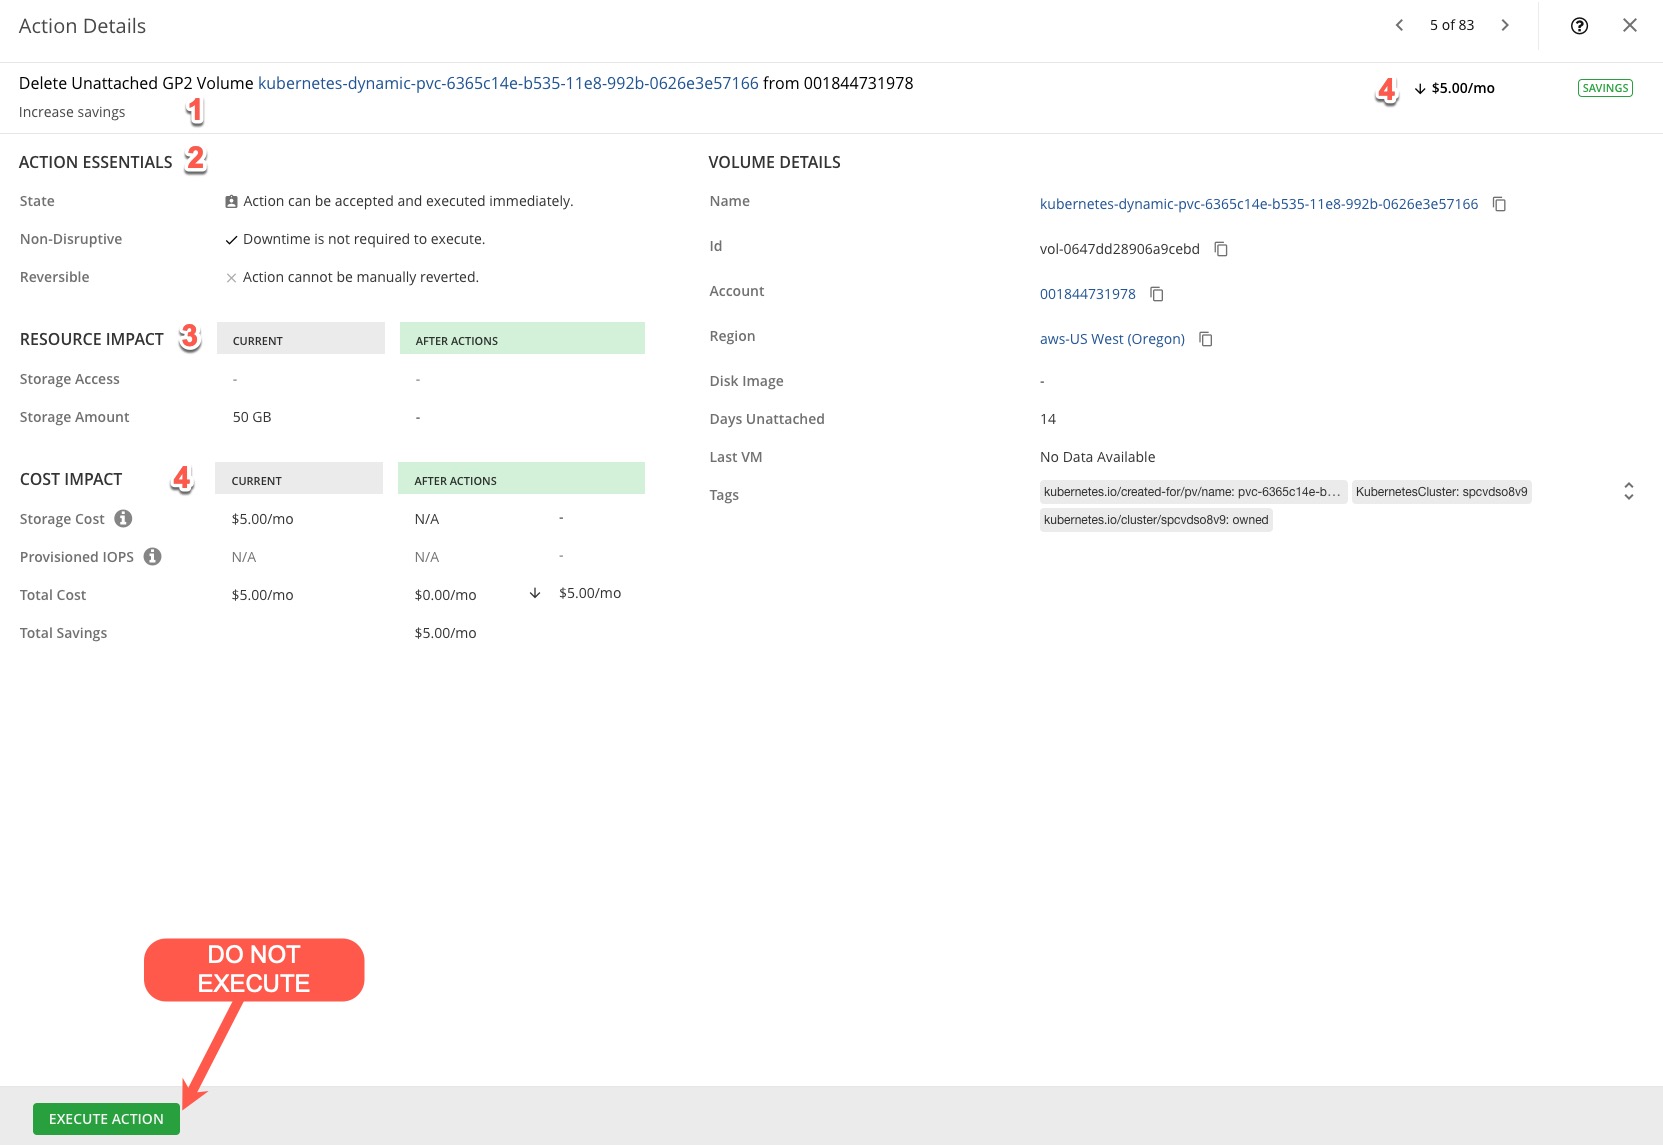 Action Details
5 of 83
Delete Unattached GP2 Volume kubernetes-dynamic-pvc-6365c14e-b535-11e8-992b-0626e3e57166 from 001844731978
Increase savings
1
4
$5.00/mo
SAVINGS
ACTION ESSENTIALS 2
State Action can be accepted and executed immediately.
Non-Disruptive Downtime is not required to execute.
Reversible Action cannot be manually reverted.
RESOURCE IMPACT 3 CURRENT AFTER ACTIONS
Storage Access - -
Storage Amount 50 GB -
COST IMPACT 4 CURRENT AFTER ACTIONS
Storage Cost $5.00/mo N/A -
Provisioned IOPS N/A N/A -
Total Cost $5.00/mo $0.00/mo $5.00/mo
Total Savings $5.00/mo
VOLUME DETAILS
Name kubernetes-dynamic-pvc-6365c14e-b535-11e8-992b-0626e3e57166
Id vol-0647dd28906a9cebd
Account 001844731978
Region aws-US West (Oregon)
Disk Image -
Days Unattached 14
Last VM No Data Available
Tags kubernetes.io/created-for/pv/name: pvc-6365c14e-b... KubernetesCluster: spcvdso8v9
kubernetes.io/cluster/spcvdso8v9: owned
DO NOT
EXECUTE
EXECUTE ACTION